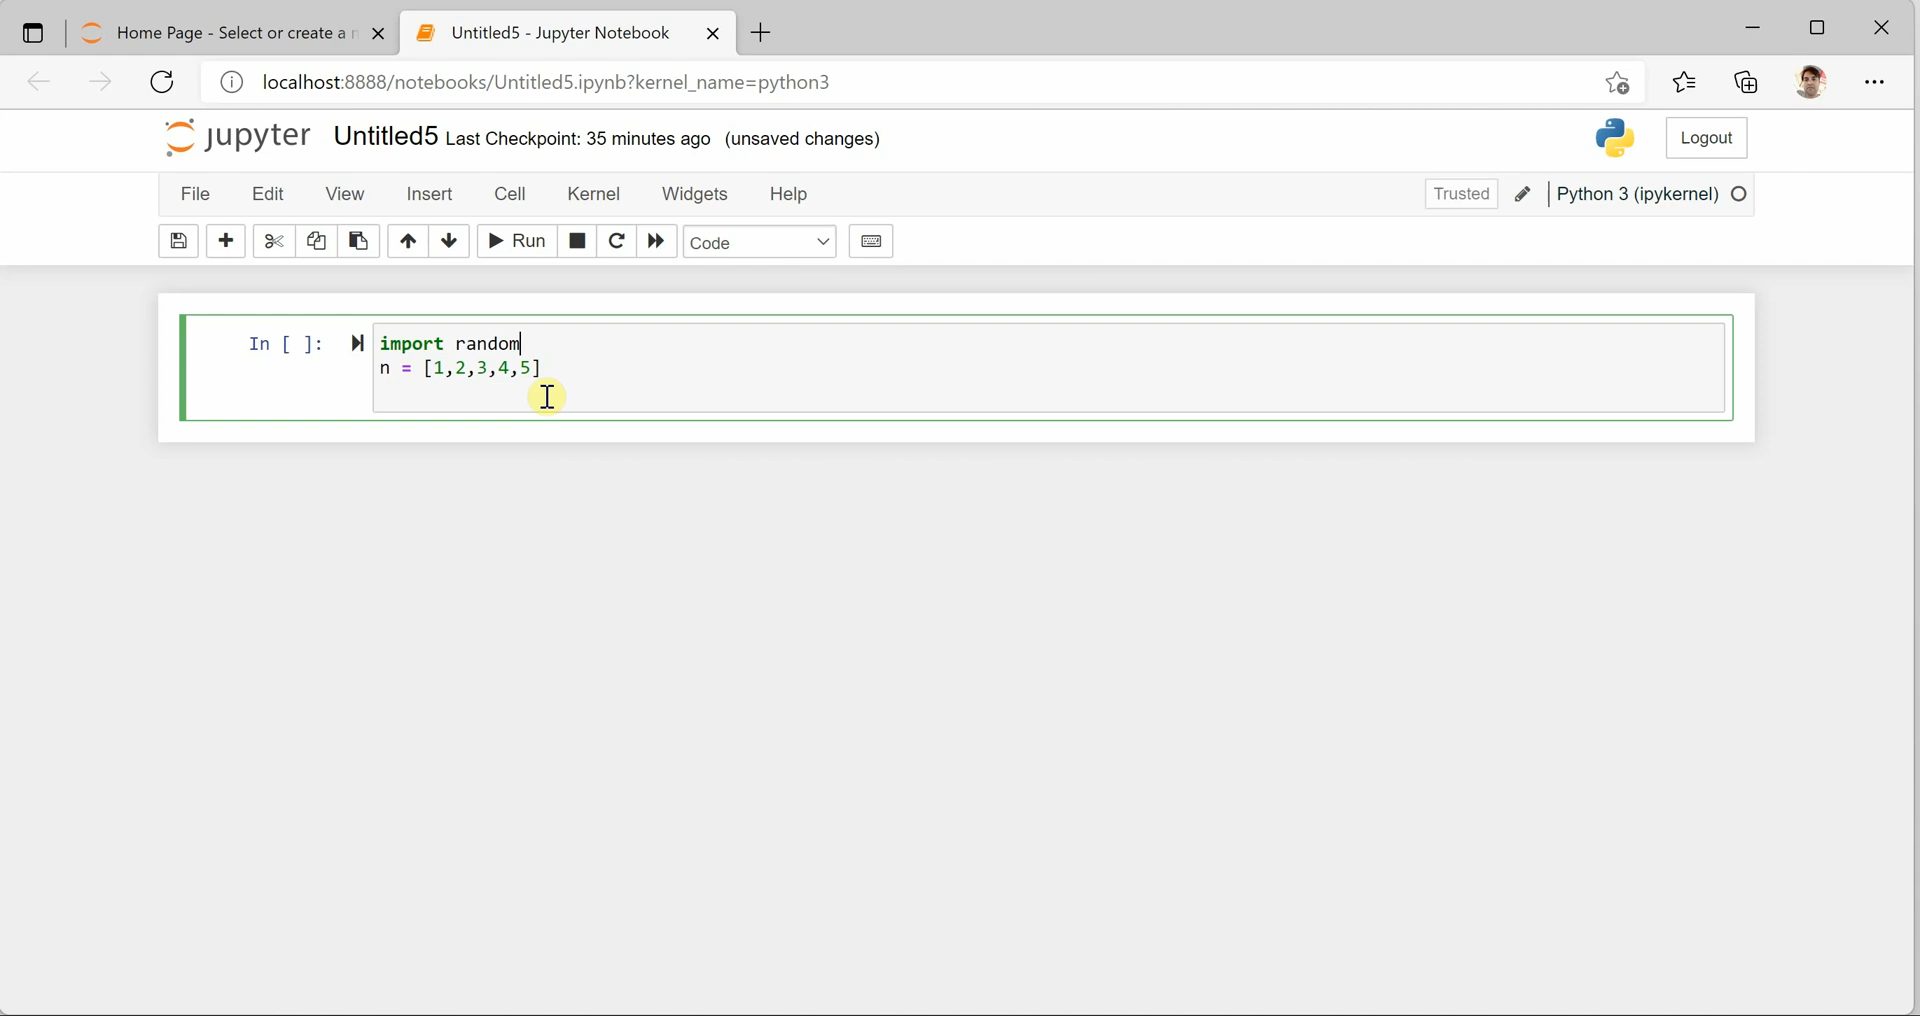 Home Page - Select or create a n
Untitled5 - Jupyter Notebook
localhost:8888/notebooks/Untitled5.ipynb?kernel_name=python3
jupyter Untitled5 Last Checkpoint: 35 minutes ago (unsaved changes)
Logout
File Edit View Insert Cell Kernel Widgets Help
Trusted Python 3 (ipykernel)
Run Code
In [ ]: import random
n = [1,2,3,4,5]